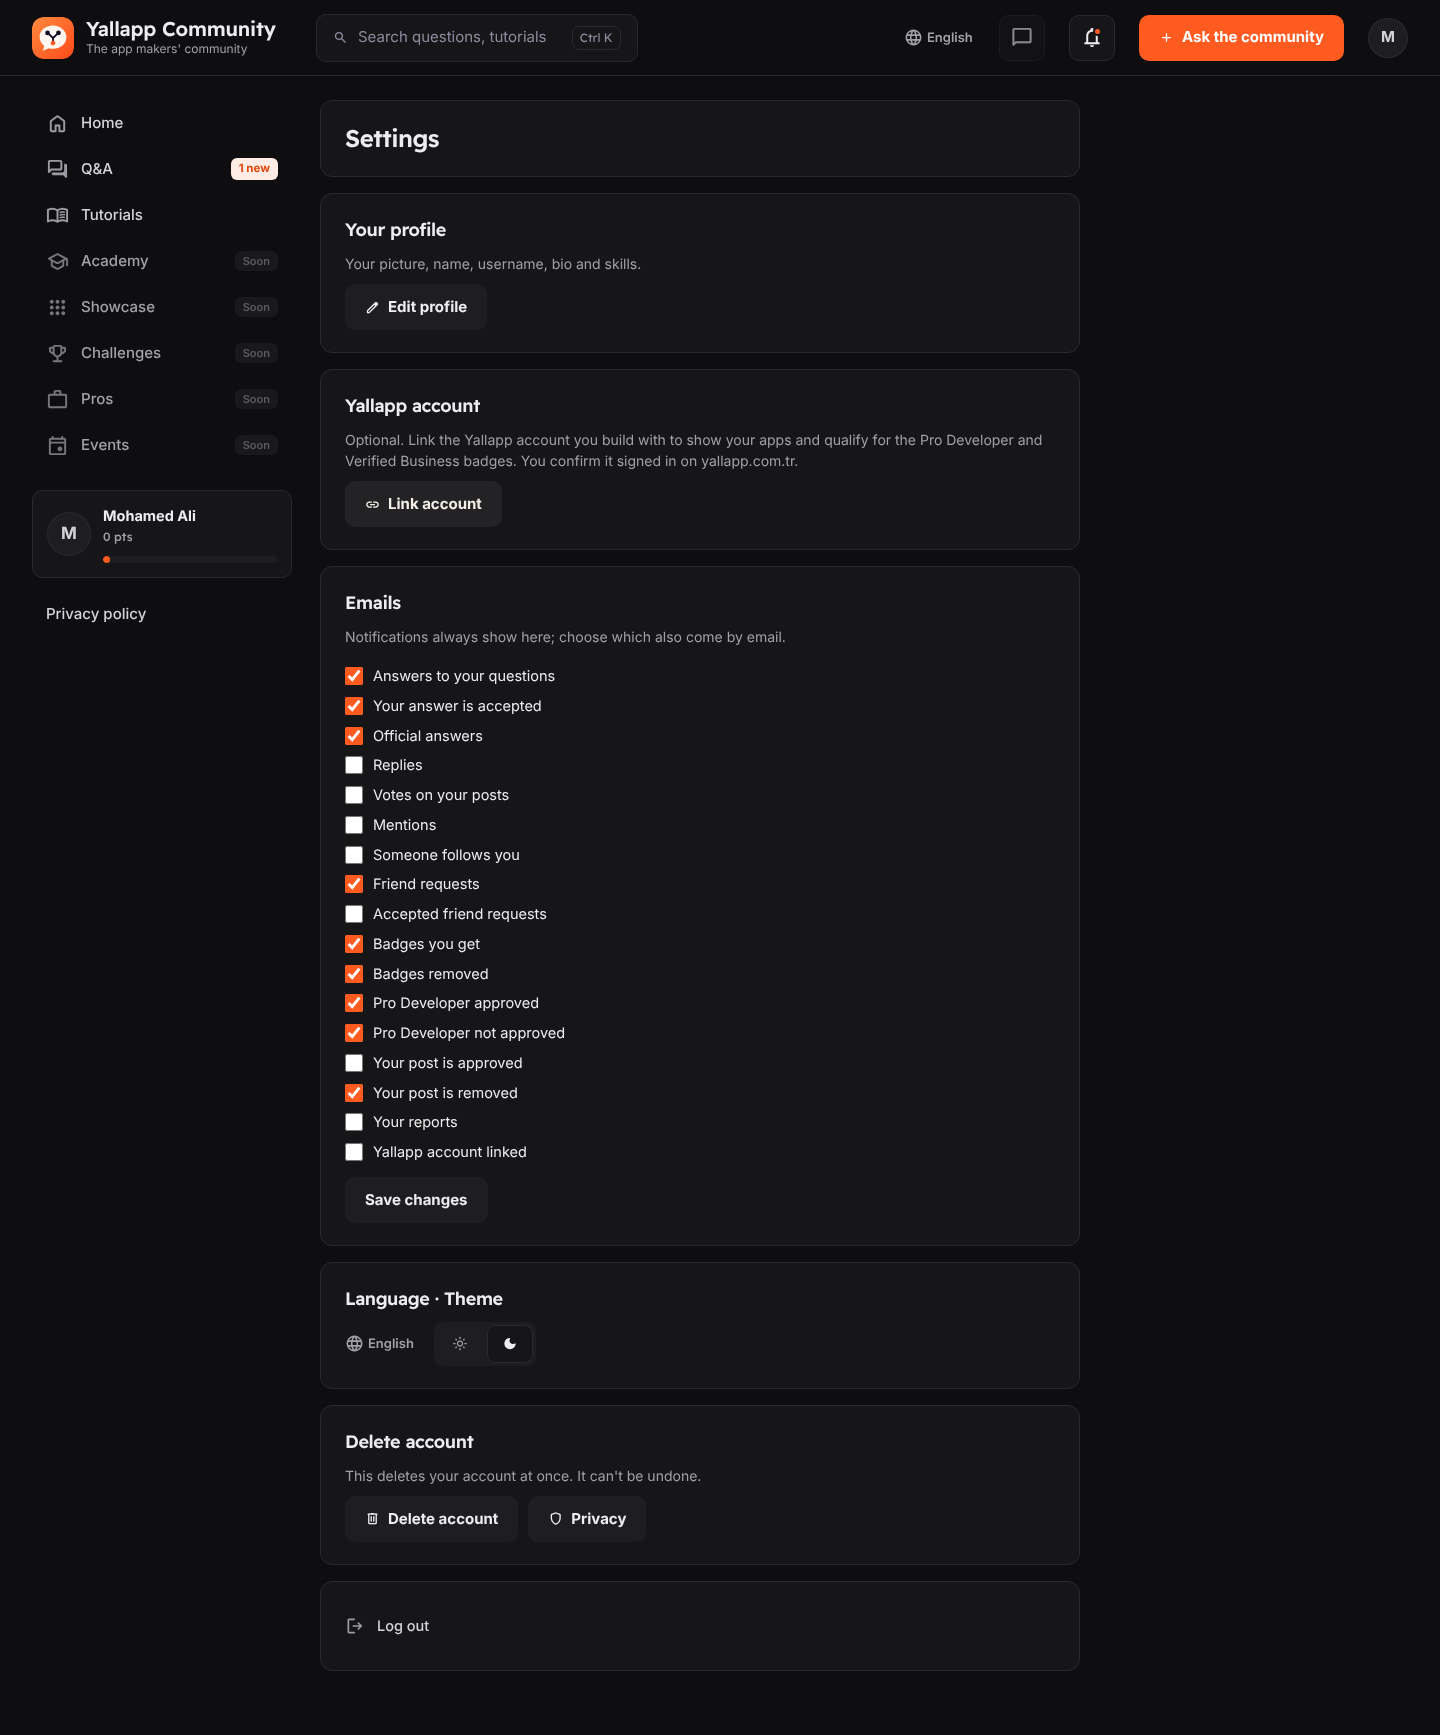 Yallapp Community
The app makers' community
Search questions, tutorials
Ctrl K
English
Ask the community
M
Home
Q&A
1 new
Tutorials
Academy
Soon
Showcase
Soon
Challenges
Soon
Pros
Soon
Events
Soon
M
Mohamed Ali
0 pts
Privacy policy
Settings
Your profile
Your picture, name, username, bio and skills.
Edit profile
Yallapp account
Optional. Link the Yallapp account you build with to show your apps and qualify for the Pro Developer and
Verified Business badges. You confirm it signed in on yallapp.com.tr.
Link account
Emails
Notifications always show here; choose which also come by email.
Answers to your questions
Your answer is accepted
Official answers
Replies
Votes on your posts
Mentions
Someone follows you
Friend requests
Accepted friend requests
Badges you get
Badges removed
Pro Developer approved
Pro Developer not approved
Your post is approved
Your post is removed
Your reports
Yallapp account linked
Save changes
Language · Theme
English
Delete account
This deletes your account at once. It can't be undone.
Delete account
Privacy
Log out